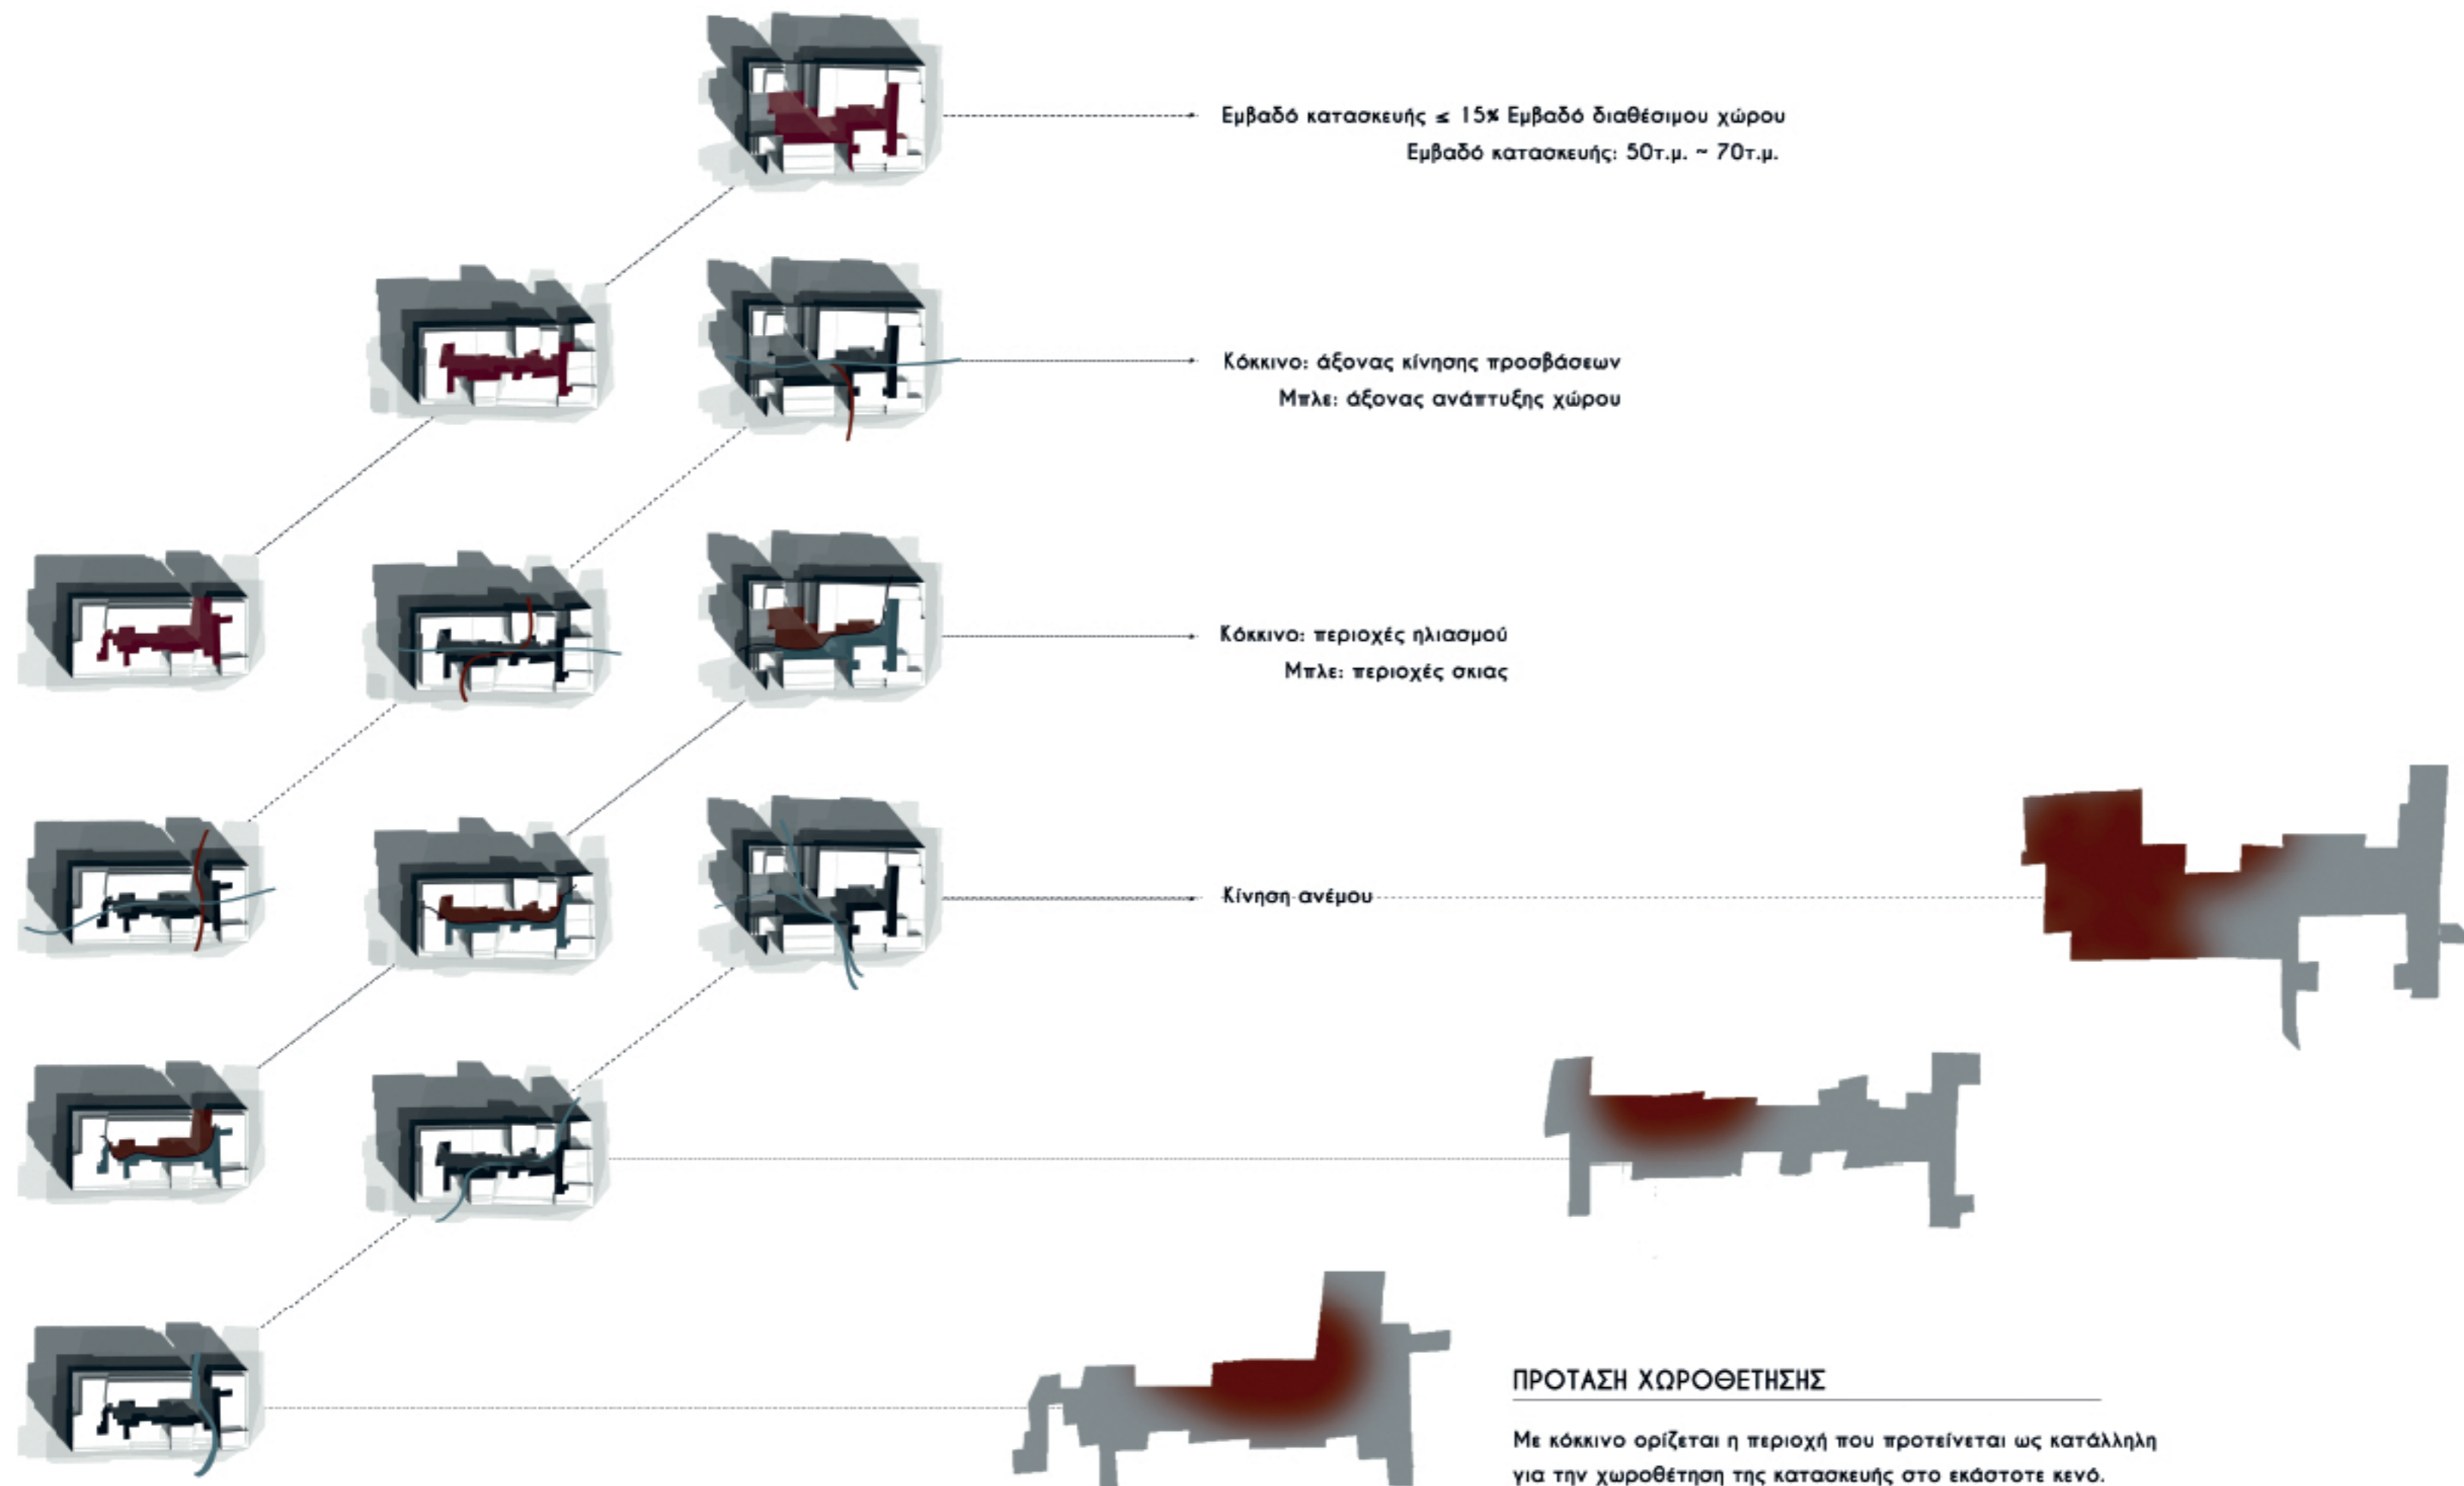 Εμβαδό κατασκευής ≤ 15% Εμβαδό διαθέσιμου χώρου
Εμβαδό κατασκευής: 50τ.μ. ~ 70τ.μ.
Κόκκινο: άξονας κίνησης προσβάσεων
Μπλε: άξονας ανάπτυξης χώρου
Κόκκινο: περιοχές ηλιασμού
Μπλε: περιοχές σκιας
Κίνηση ανέμου
ΠΡΟΤΑΣΗ ΧΩΡΟΘΕΤΗΣΗΣ
Με κόκκινο ορίζεται η περιοχή που προτείνεται ως κατάλληλη
για την χωροθέτηση της κατασκευής στο εκάστοτε κενό.